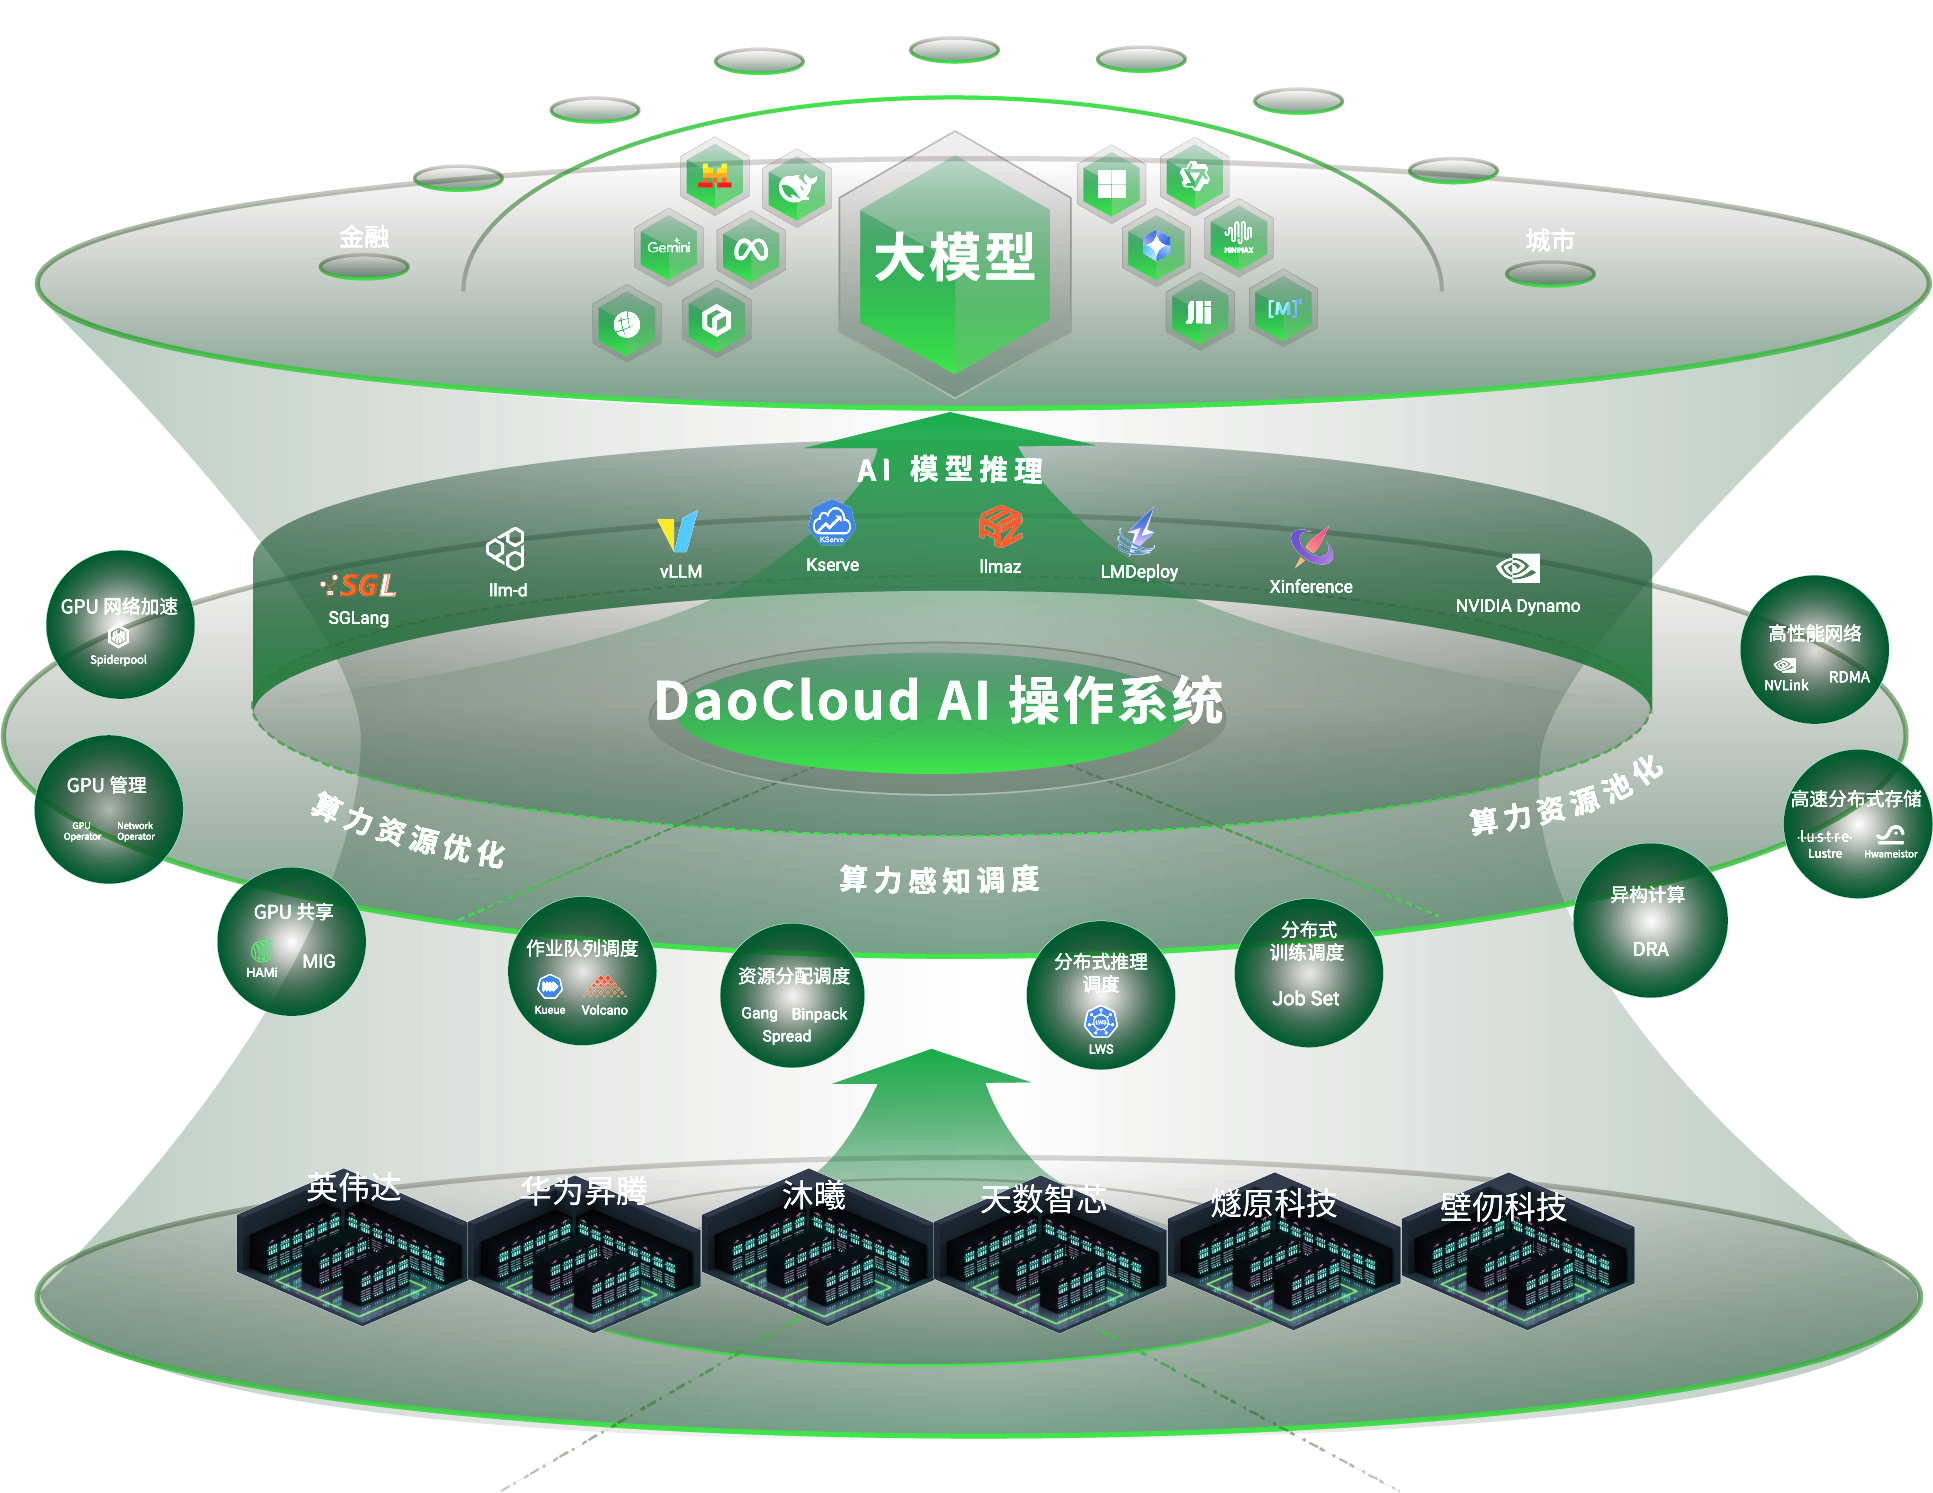 金融
城市
Gemini
大模型
MINIMAX
[M]
AI 模型推理
SGL
SGLang
llm-d
vLLM
KServe
Kserve
llmaz
LMDeploy
Xinference
NVIDIA Dynamo
DaoCloud AI 操作系统
GPU 网络加速
Spiderpool
GPU 管理
GPU Operator
Network Operator
GPU 共享
HAMi
MIG
高性能网络
NVLink
RDMA
高速分布式存储
lustre
Lustre
Hwameistor
异构计算
DRA
算力资源优化
算力感知调度
算力资源池化
作业队列调度
Kueue
Volcano
资源分配调度
Gang Binpack
Spread
分布式推理
调度
LWS
LWS
分布式
训练调度
Job Set
英伟达
华为昇腾
沐曦
天数智芯
燧原科技
壁仞科技